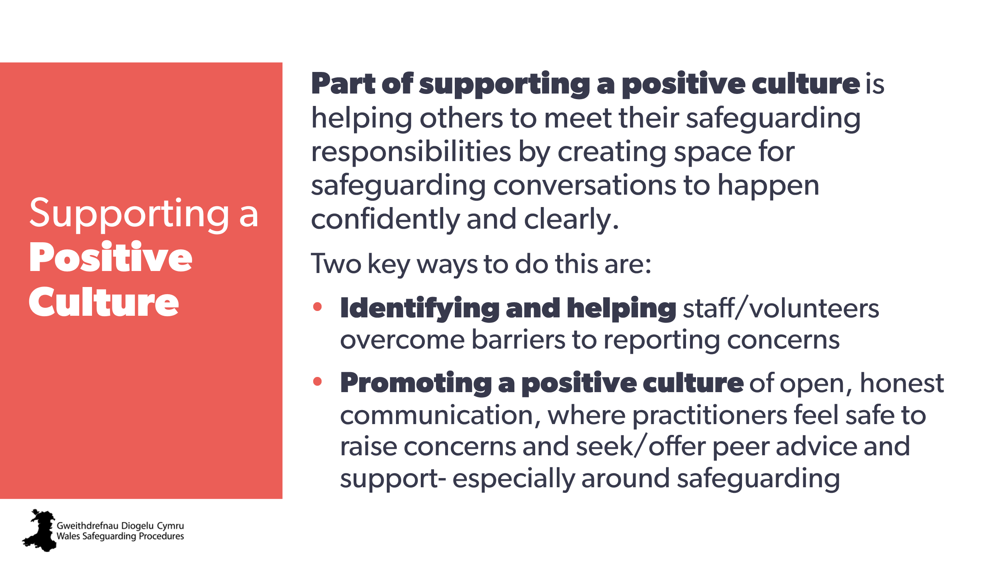 Supporting a
Positive
Culture
Part of supporting a positive culture is
helping others to meet their safeguarding
responsibilities by creating space for
safeguarding conversations to happen
confidently and clearly.
Two key ways to do this are:
• Identifying and helping staff/volunteers
overcome barriers to reporting concerns
• Promoting a positive culture of open, honest
communication, where practitioners feel safe to
raise concerns and seek/offer peer advice and
support- especially around safeguarding
Gweithdrefnau Diogelu Cymru
Wales Safeguarding Procedures